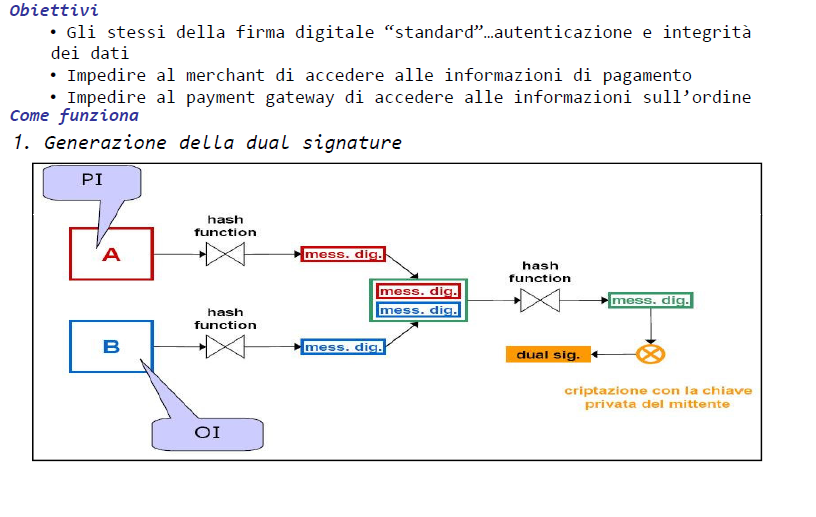 Obiettivi
• Gli stessi della firma digitale “standard”…autenticazione e integrità
dei dati
• Impedire al merchant di accedere alle informazioni di pagamento
• Impedire al payment gateway di accedere alle informazioni sull’ordine
Come funziona
1. Generazione della dual signature
PI
hash
function
A
mess. dig.
hash
function
mess. dig.
mess. dig.
mess. dig.
hash
function
B
mess. dig.
dual sig.
criptazione con la chiave
privata del mittente
OI